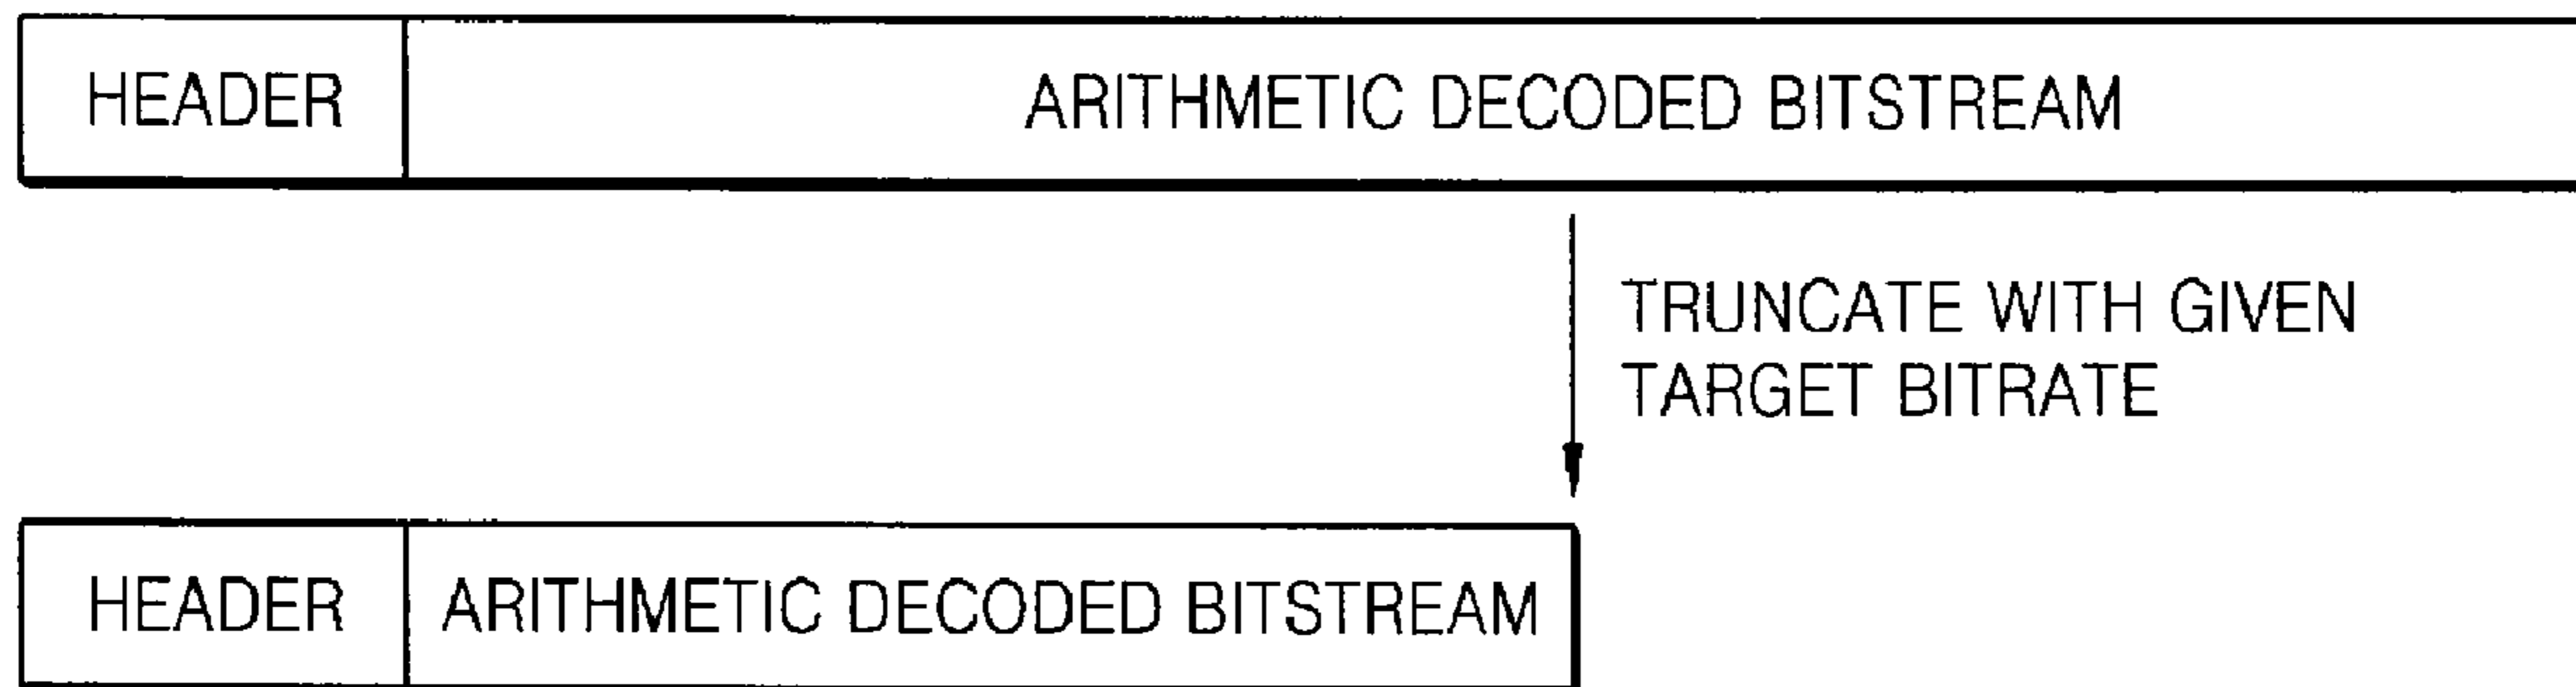 HEADER ARITHMETIC DECODED BITSTREAM
TRUNCATE WITH GIVEN
TARGET BITRATE
HEADER ARITHMETIC DECODED BITSTREAM